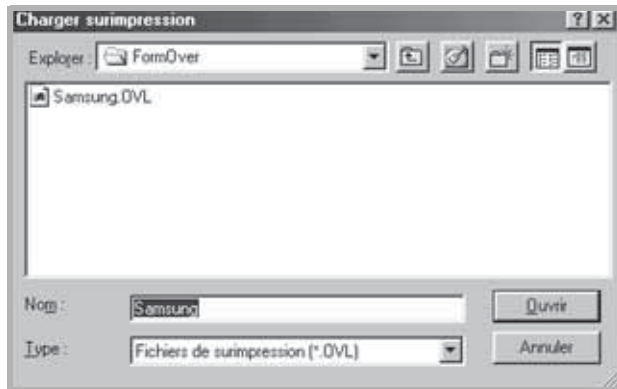 Charger surimpression
Explorer : FormOver
Samsung.OVL
Nom : Samsung
Ouvrir
Type : Fichiers de surimpression (*.OVL)
Annuler